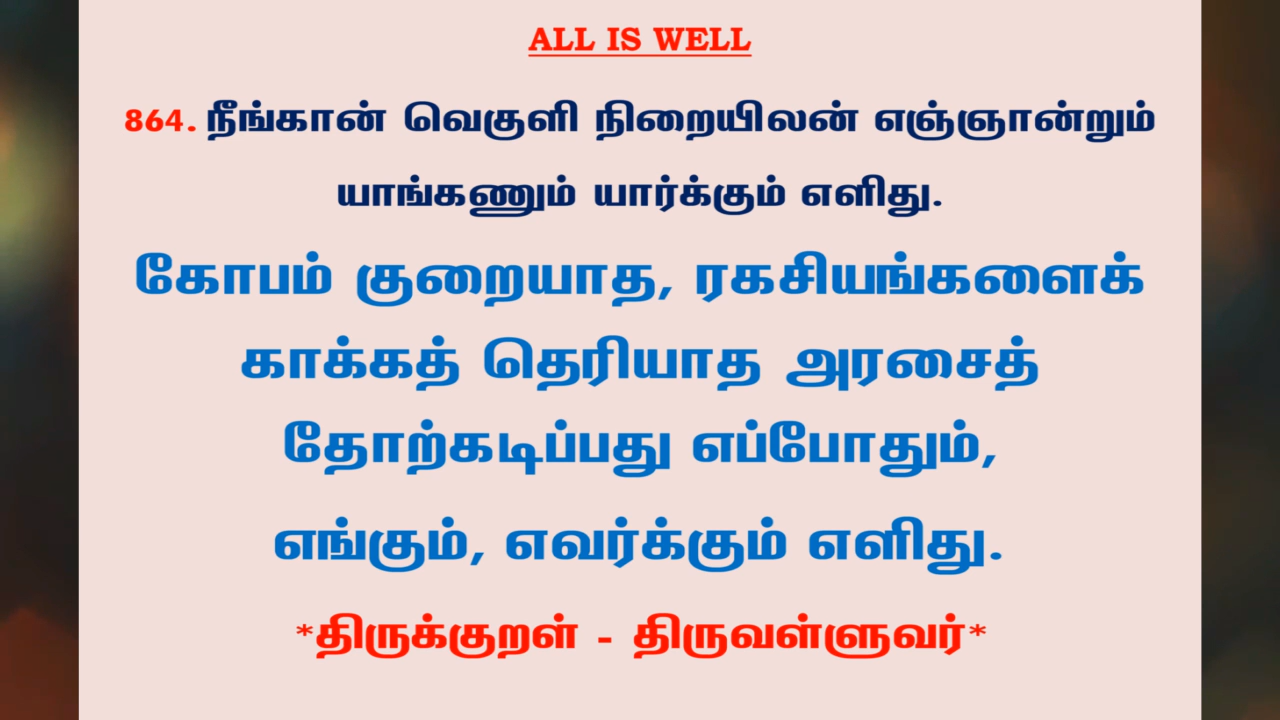 ALL IS WELL
864. நீங்கான் வெகுளி நிறையிலன் எஞ்ஞான்றும்
யாங்கணும் யார்க்கும் எளிது.
கோபம் குறையாத, ரகசியங்களைக்
காக்கத் தெரியாத அரசைத்
தோற்கடிப்பது எப்போதும்,
எங்கும், எவர்க்கும் எளிது.
*திருக்குறள் - திருவள்ளுவர்*